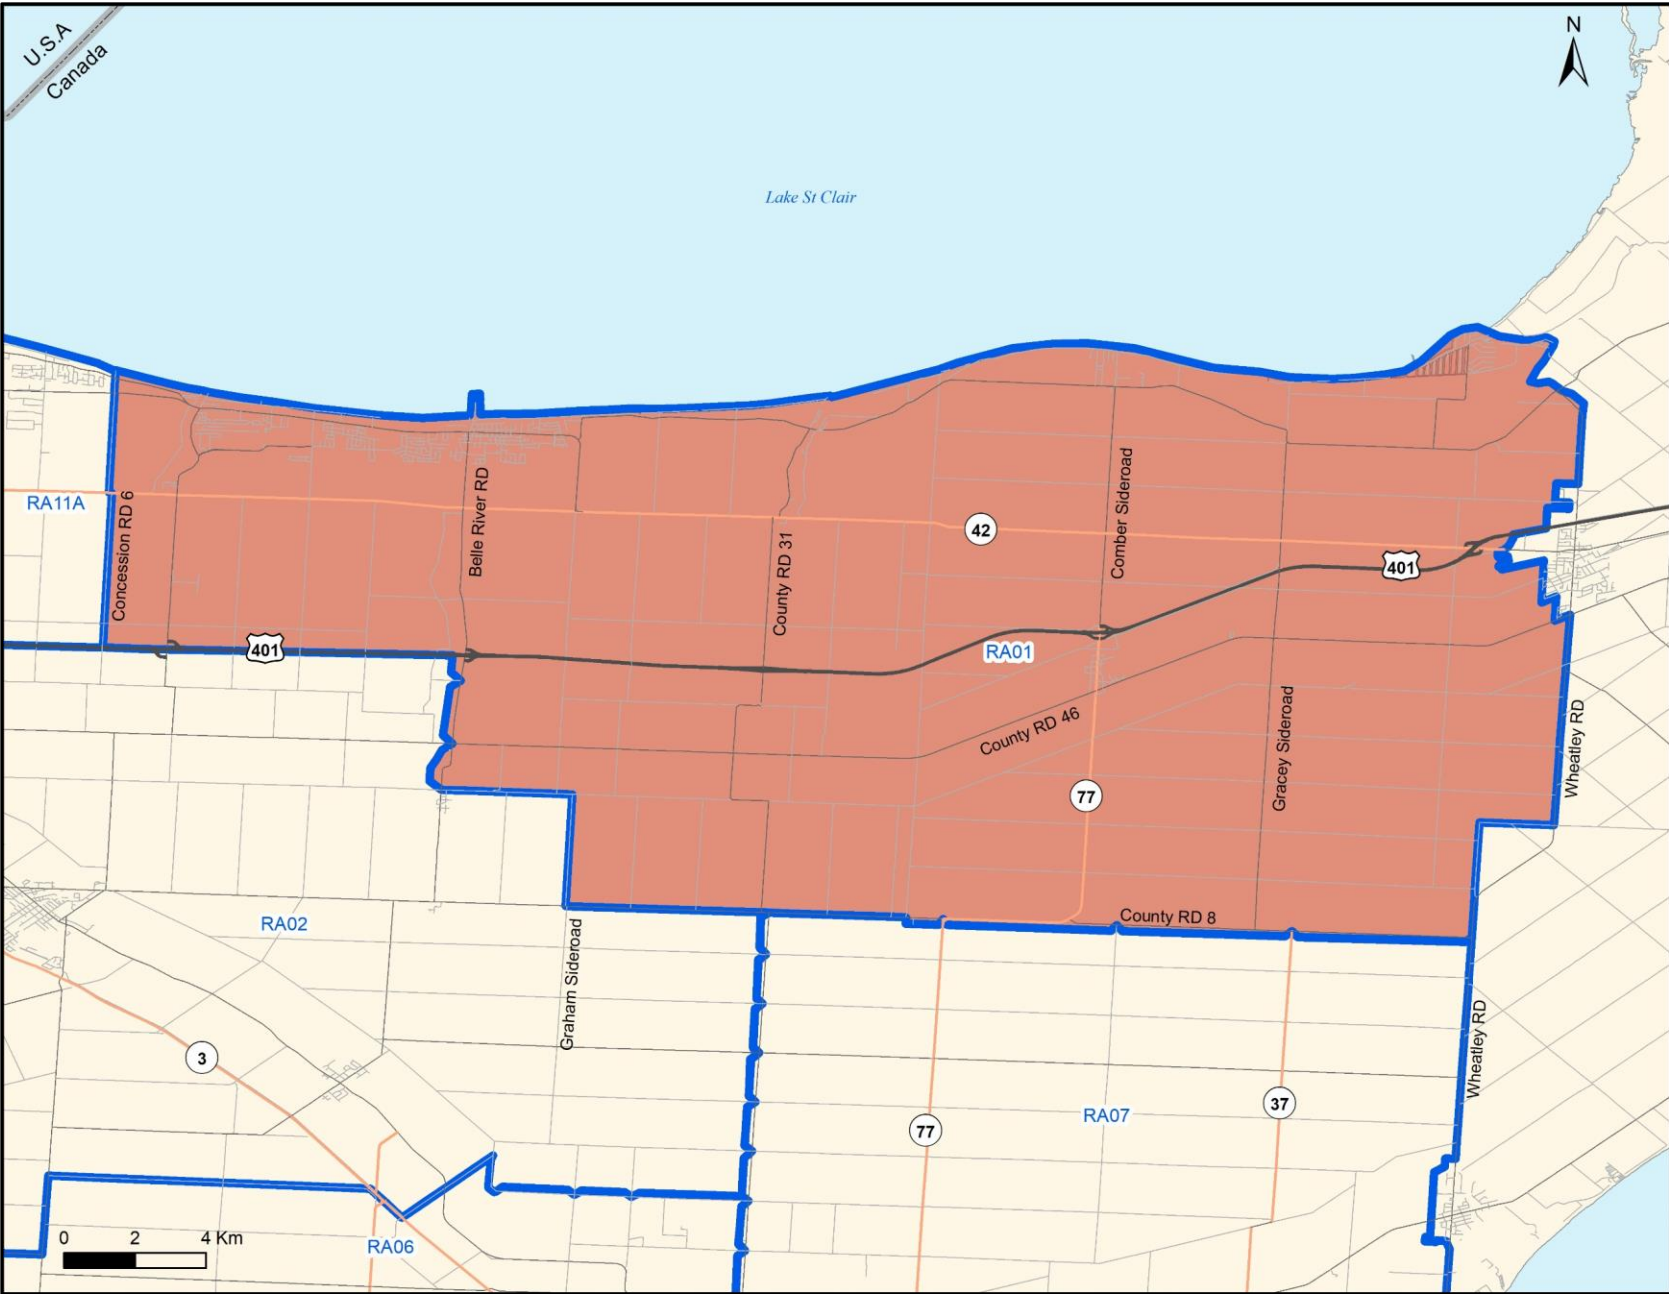 U.S.A
Canada
N
Lake St Clair
RA11A
Concession RD 6
Belle River RD
County RD 31
42
Comber Sideroad
401
401
RA01
County RD 46
Gracey Sideroad
Wheatley RD
77
County RD 8
RA02
Graham Sideroad
3
Wheatley RD
77
RA07
37
0 2 4 Km
RA06